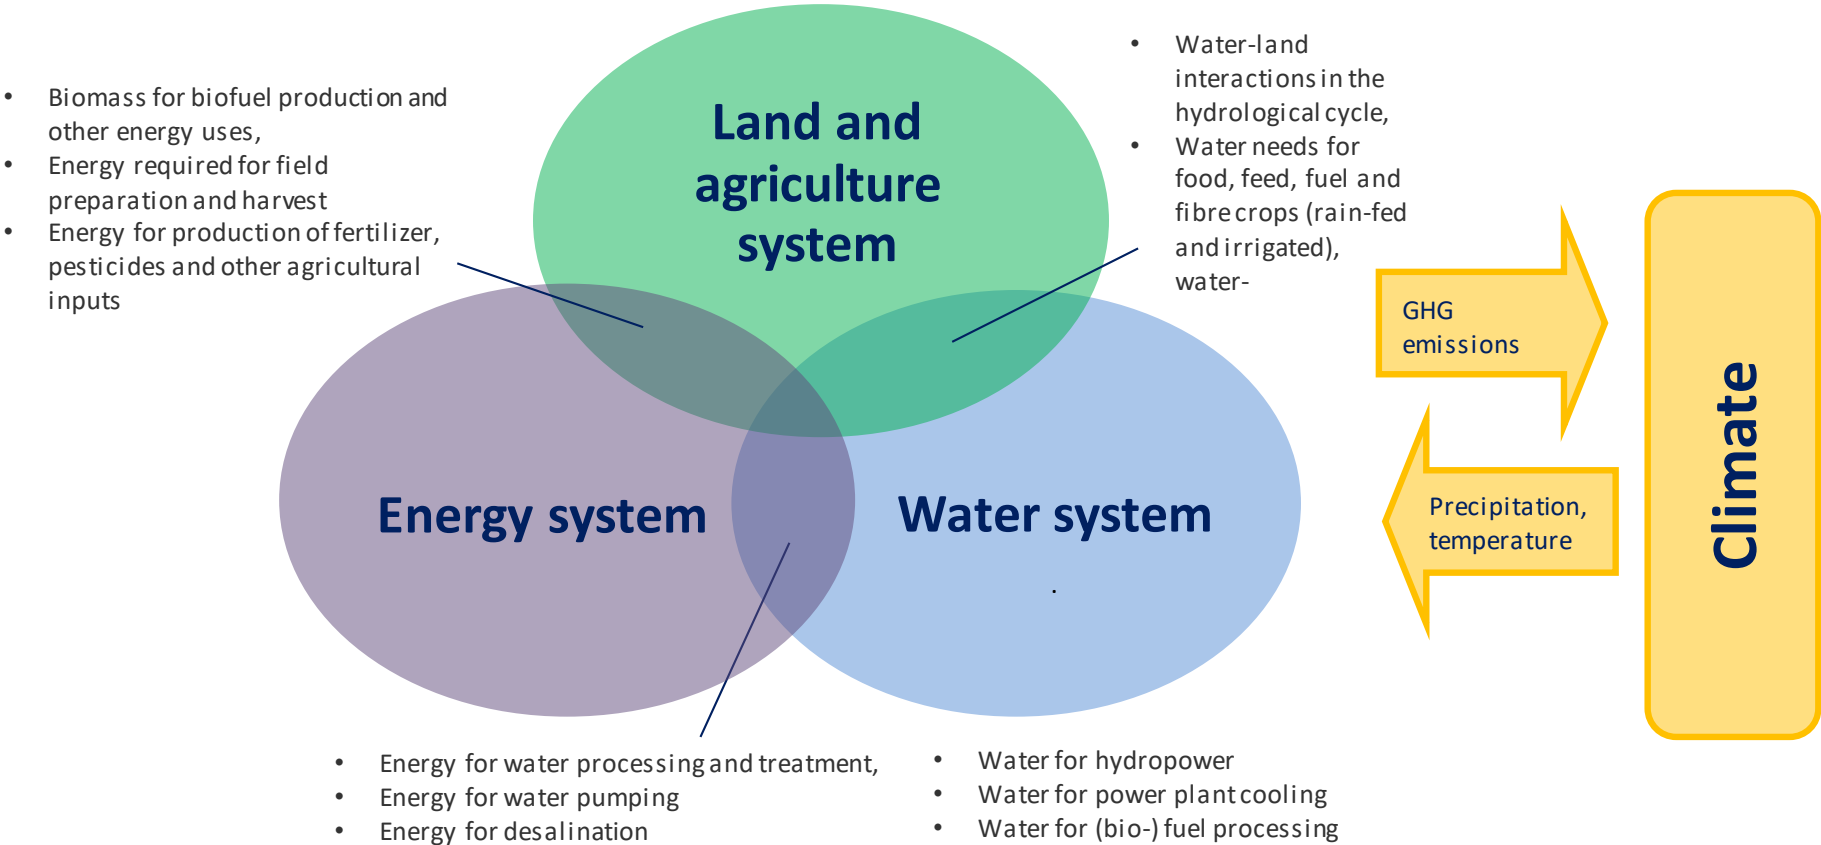 • Biomass for biofuel production and
other energy uses,
• Energy required for field
preparation and harvest
• Energy for production of fertilizer,
pesticides and other agricultural
inputs
Land and
agriculture
system
• Water-land
interactions in the
hydrological cycle,
• Water needs for
food, feed, fuel and
fibre crops (rain-fed
and irrigated),
water-
Energy system
Water system
.
GHG
emissions
Precipitation,
temperature
Climate
• Energy for water processing and treatment,
• Energy for water pumping
• Energy for desalination
• Water for hydropower
• Water for power plant cooling
• Water for (bio-) fuel processing